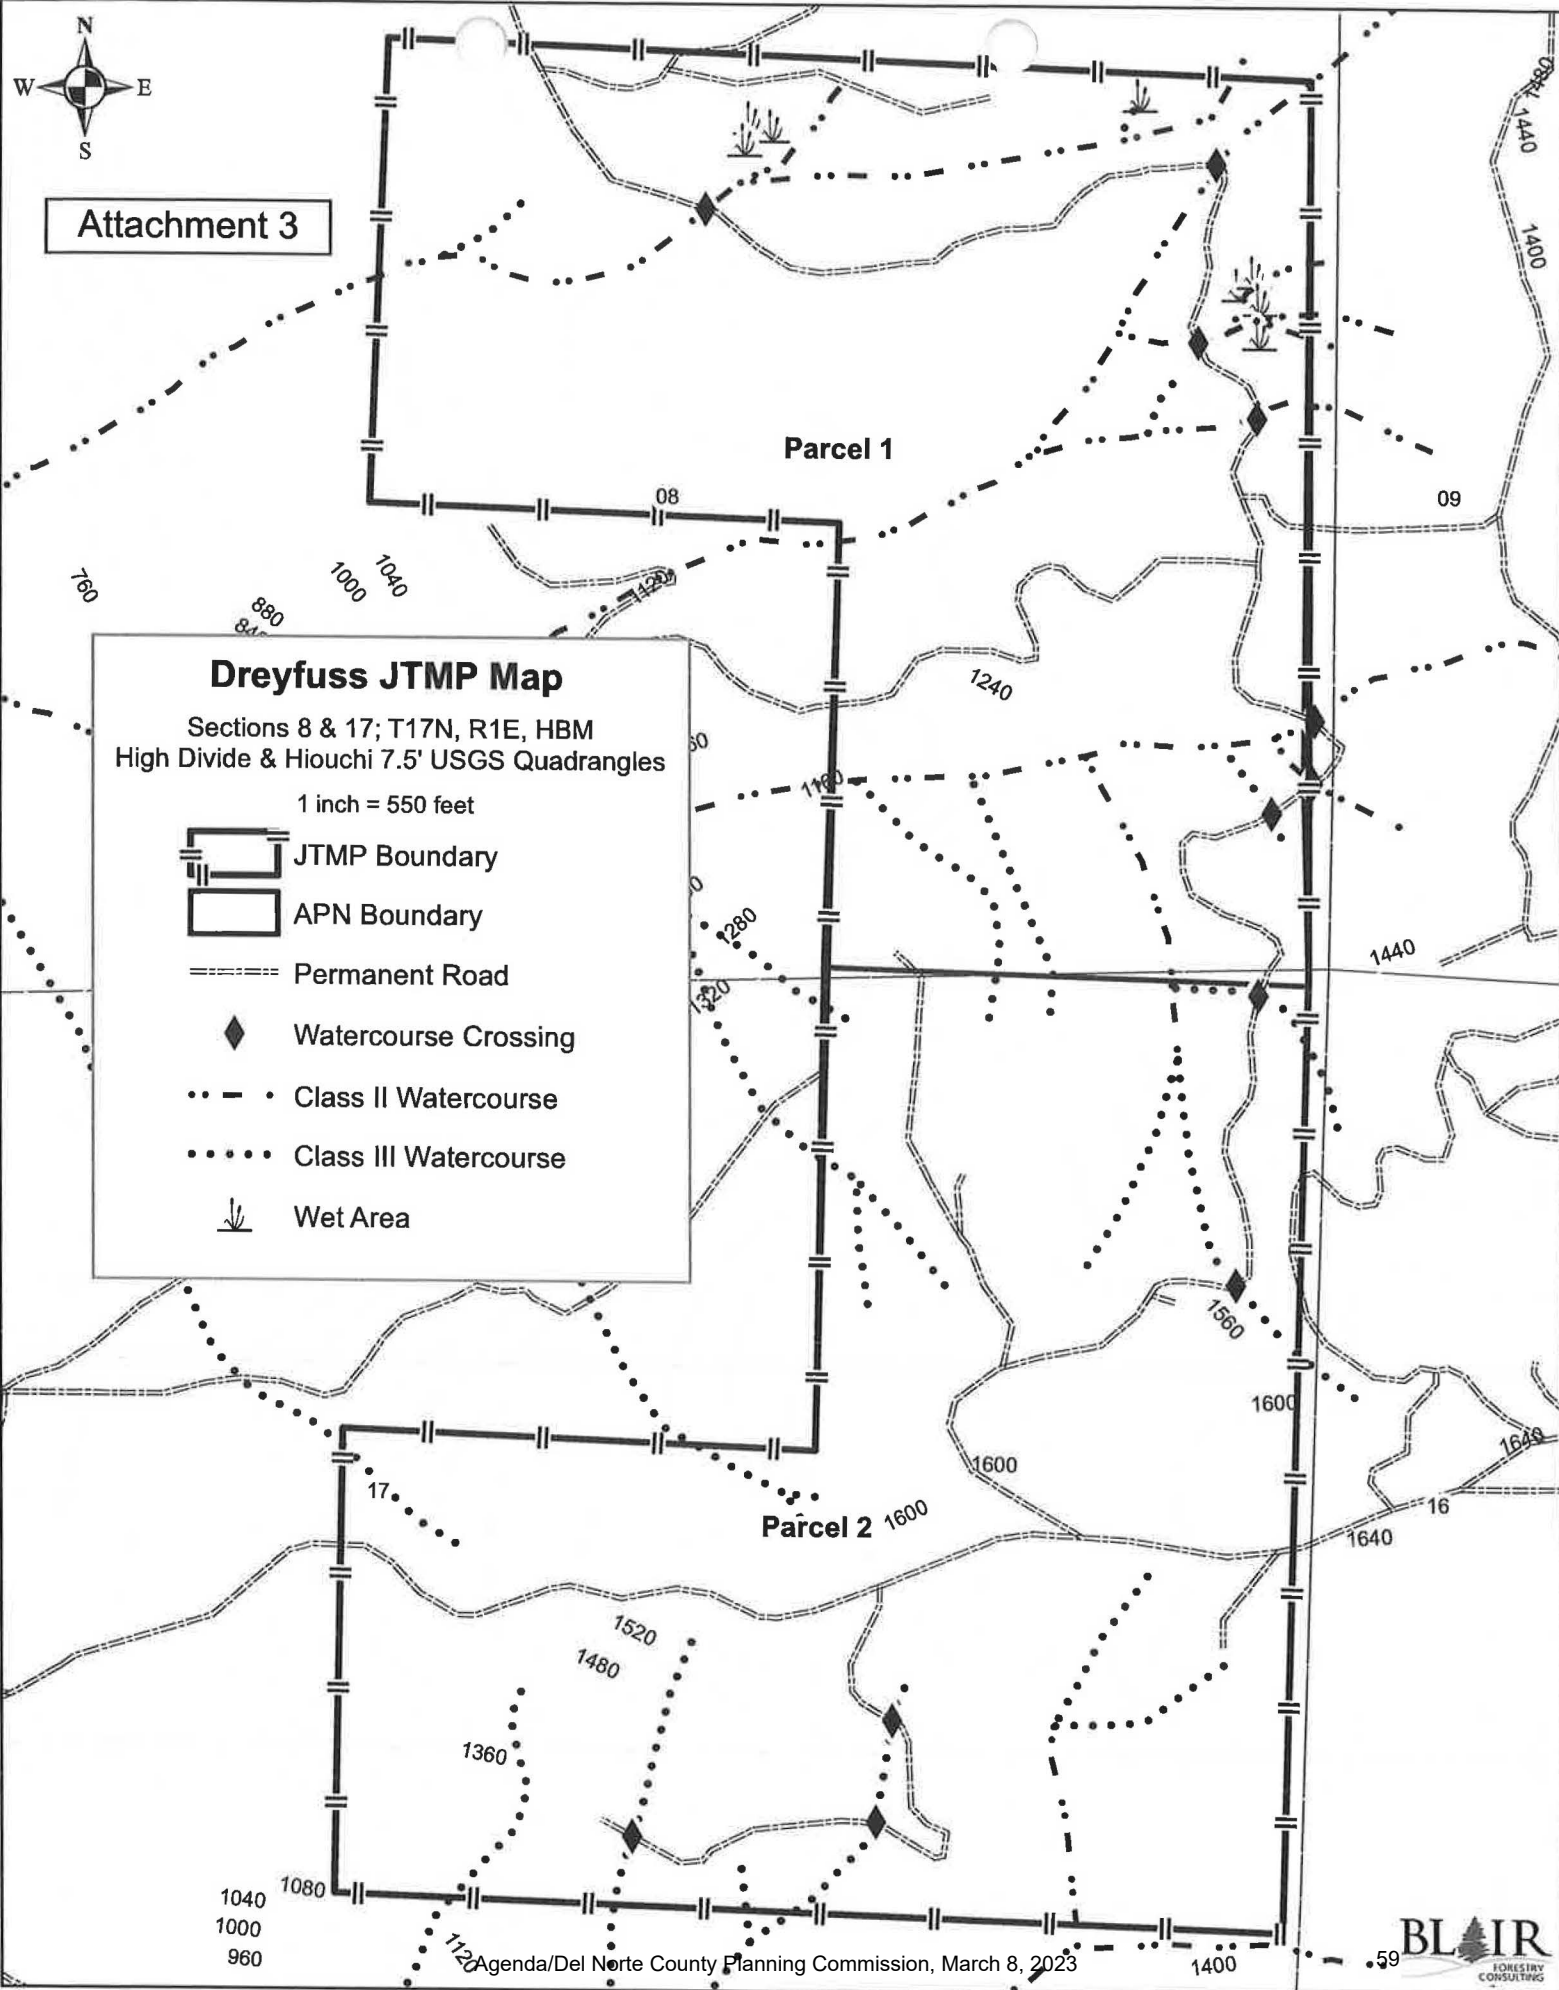 N
W E
S
Attachment 3
1480
1440
1400
Parcel 1
08
09
760
1000
1040
880
1120
1240
Dreyfuss JTMP Map
Sections 8 & 17; T17N, R1E, HBM
High Divide & Hiouchi 7.5' USGS Quadrangles
1 inch = 550 feet
JTMP Boundary
APN Boundary
Permanent Road
Watercourse Crossing
Class II Watercourse
Class III Watercourse
Wet Area
1160
1280
1320
1440
1560
1600
1600
1640
17
Parcel 2
1600
16
1640
1520
1480
1360
1080
1040
1000
960
1120
Agenda/Del Norte County Planning Commission, March 8, 2023
1400
59
BLAIR
FORESTRY
CONSULTING